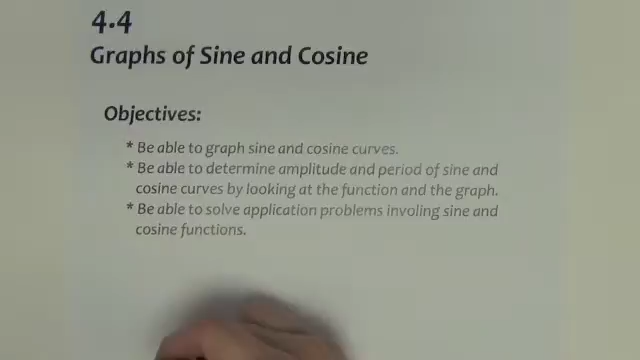 4.4
Graphs of Sine and Cosine
Objectives:
* Be able to graph sine and cosine curves.
* Be able to determine amplitude and period of sine and
cosine curves by looking at the function and the graph.
* Be able to solve application problems involing sine and
cosine functions.